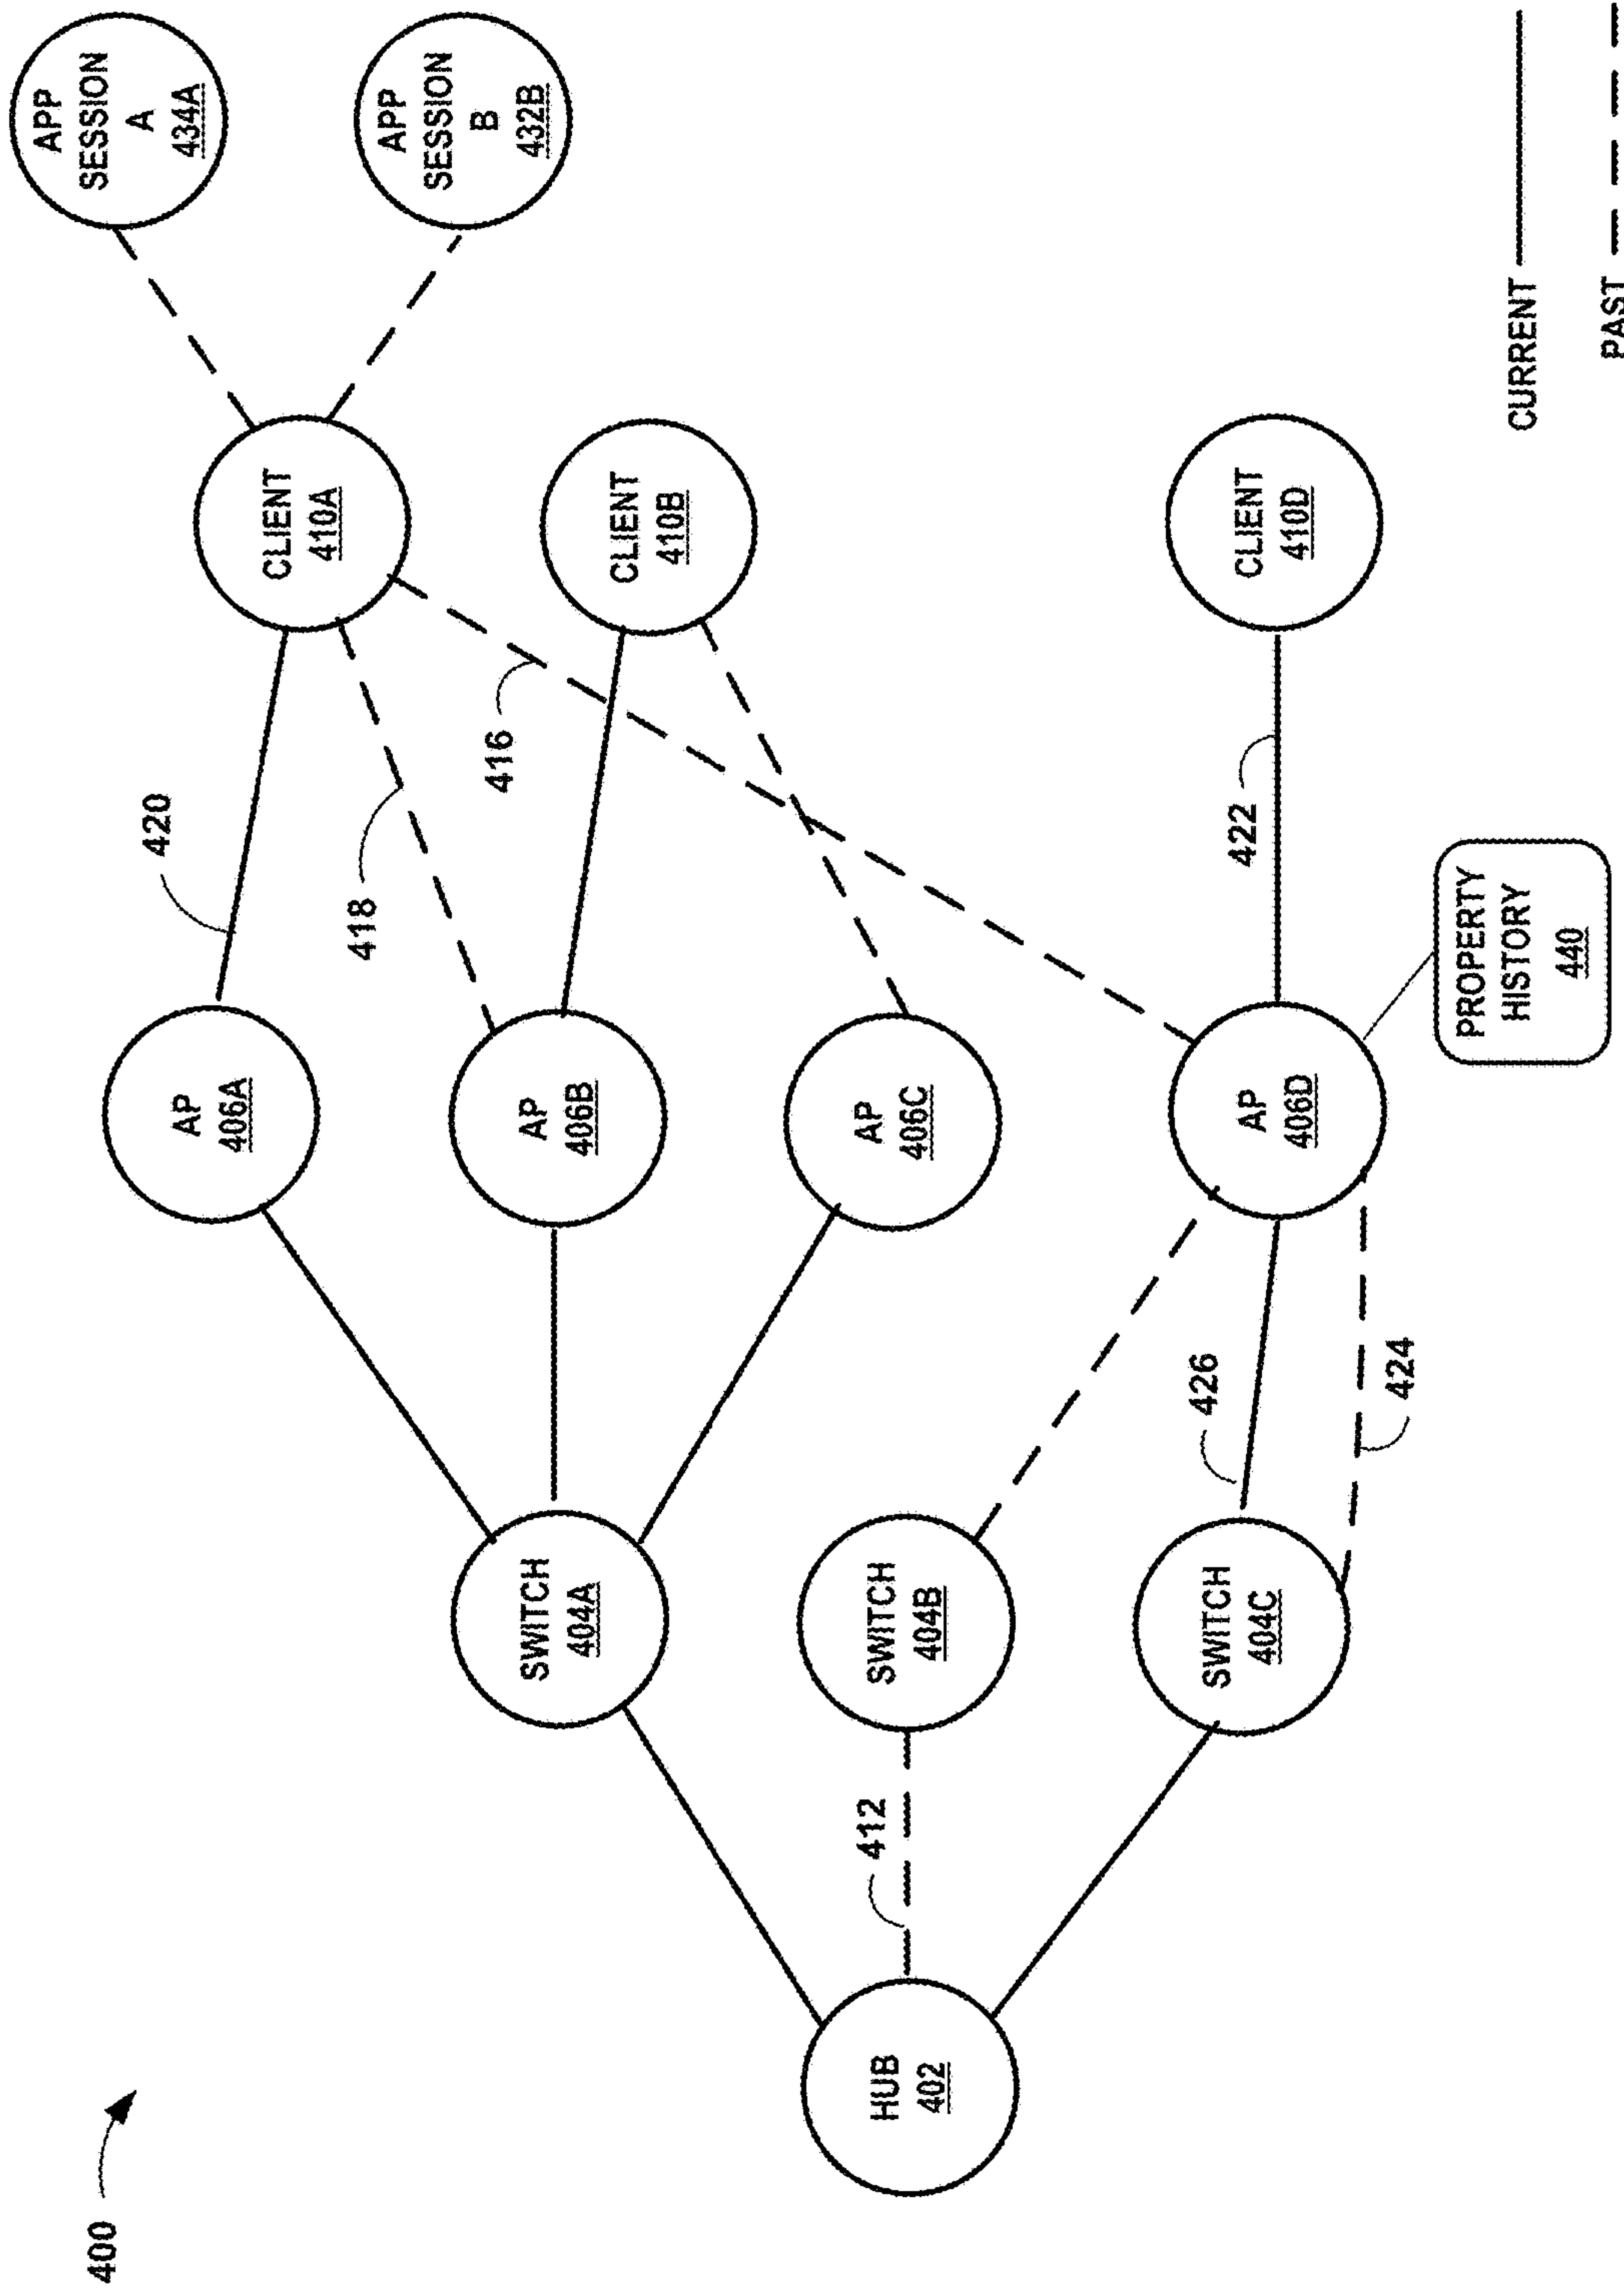 400
HUB
402
412
SWITCH
404A
SWITCH
404B
SWITCH
404C
426
424
AP
406A
AP
406B
AP
406C
AP
406D
PROPERTY
HISTORY
440
420
418
416
422
CLIENT
410A
CLIENT
410B
CLIENT
410D
APP
SESSION
A
434A
APP
SESSION
B
432B
CURRENT
PAST